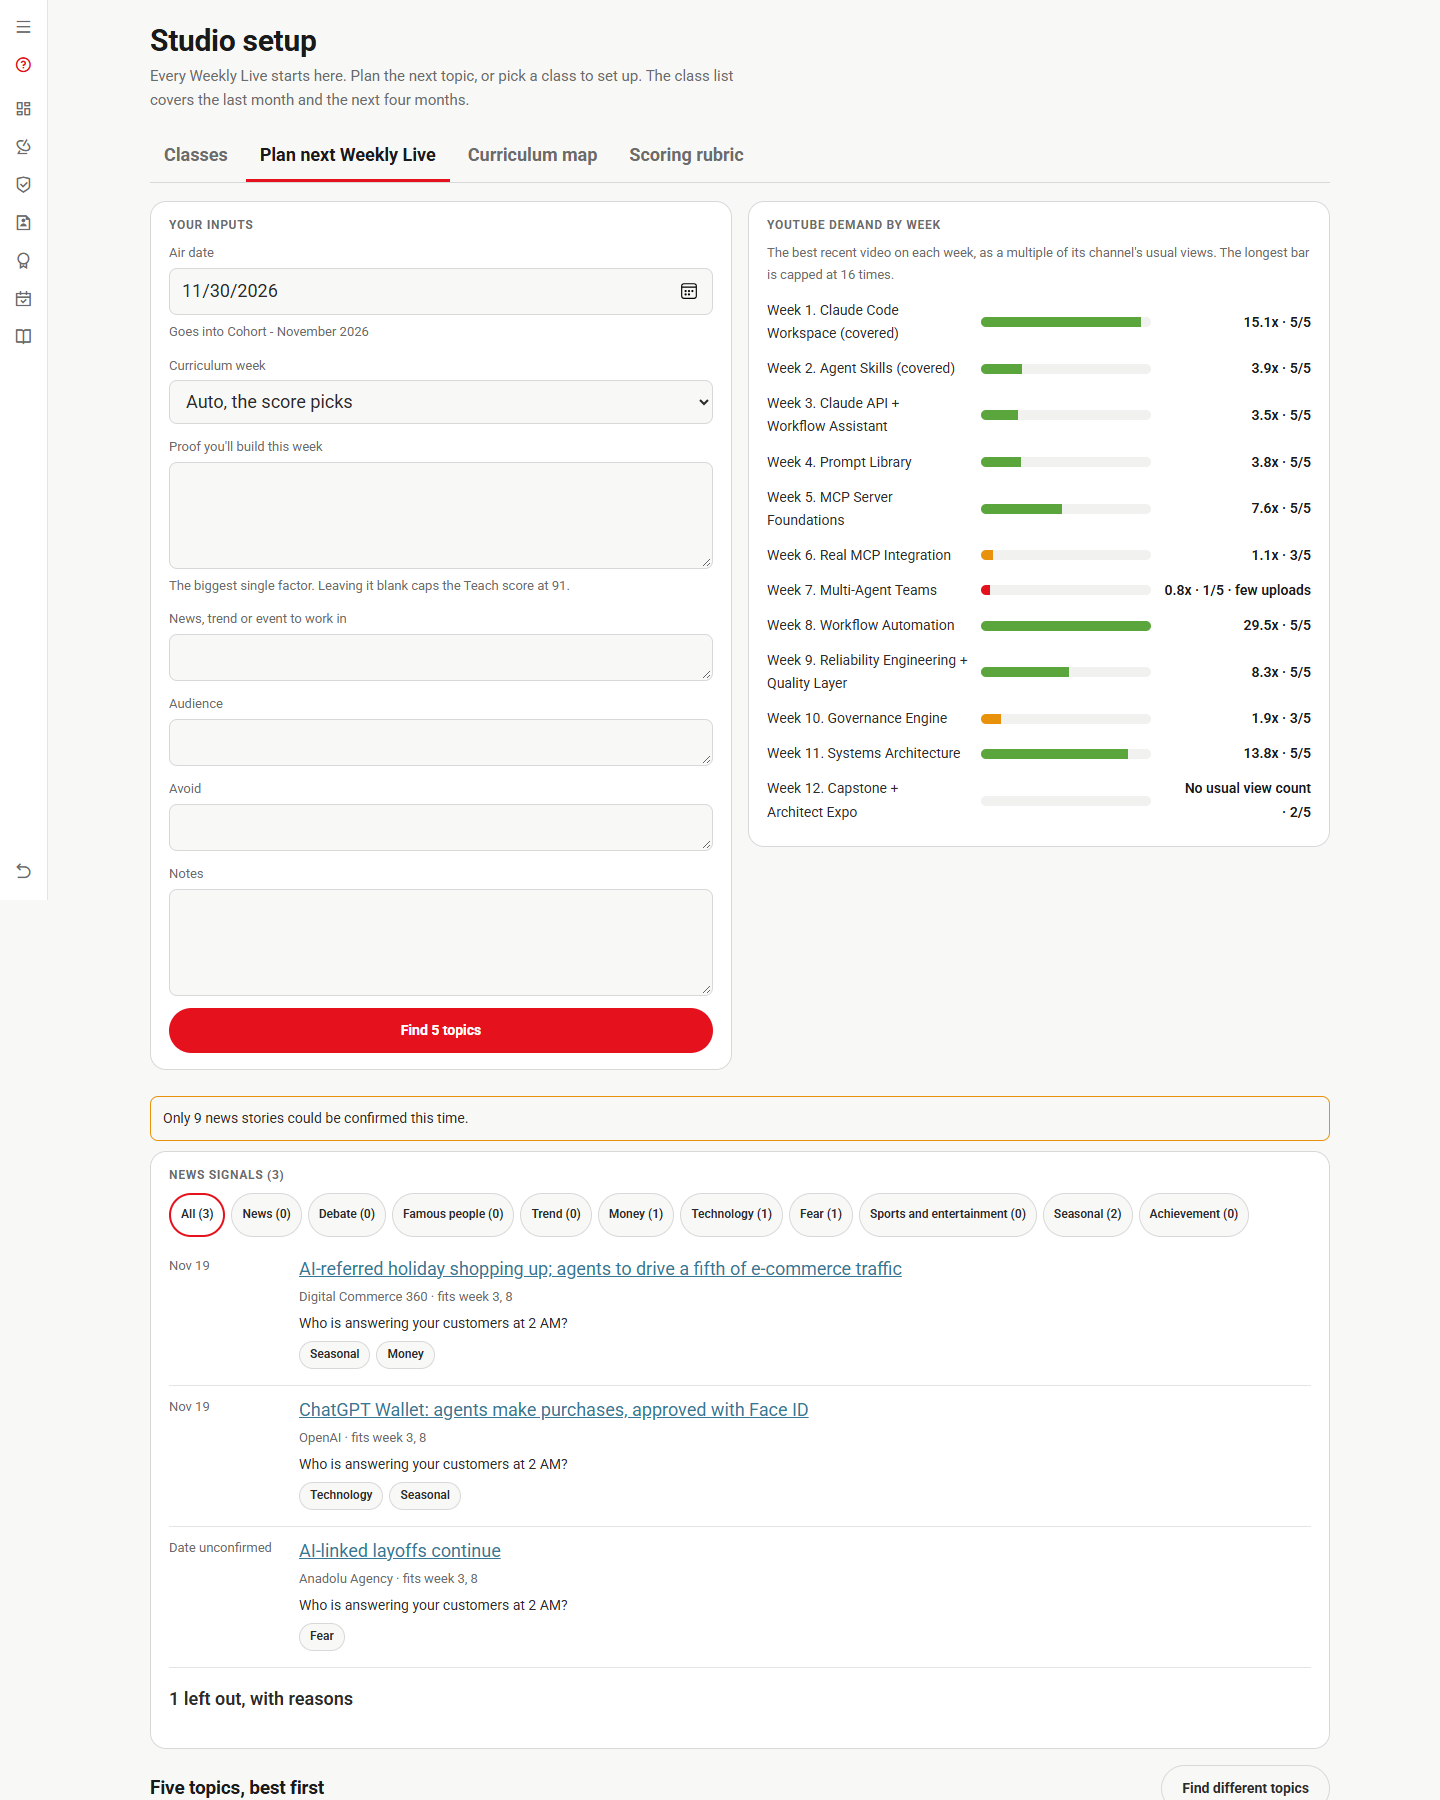 Studio setup
Every Weekly Live starts here. Plan the next topic, or pick a class to set up. The class list
covers the last month and the next four months.
Classes
Plan next Weekly Live
Curriculum map
Scoring rubric
YOUR INPUTS
Air date
11/30/2026
Goes into Cohort - November 2026
Curriculum week
Auto, the score picks
Proof you'll build this week
The biggest single factor. Leaving it blank caps the Teach score at 91.
News, trend or event to work in
Audience
Avoid
Notes
Find 5 topics
YOUTUBE DEMAND BY WEEK
The best recent video on each week, as a multiple of its channel's usual views. The longest bar
is capped at 16 times.
Week 1. Claude Code
Workspace (covered)
15.1x · 5/5
Week 2. Agent Skills (covered)
3.9x · 5/5
Week 3. Claude API +
Workflow Assistant
3.5x · 5/5
Week 4. Prompt Library
3.8x · 5/5
Week 5. MCP Server
Foundations
7.6x · 5/5
Week 6. Real MCP Integration
1.1x · 3/5
Week 7. Multi-Agent Teams
0.8x · 1/5 · few uploads
Week 8. Workflow Automation
29.5x · 5/5
Week 9. Reliability Engineering +
Quality Layer
8.3x · 5/5
Week 10. Governance Engine
1.9x · 3/5
Week 11. Systems Architecture
13.8x · 5/5
Week 12. Capstone +
Architect Expo
No usual view count
· 2/5
Only 9 news stories could be confirmed this time.
NEWS SIGNALS (3)
All (3)
News (0)
Debate (0)
Famous people (0)
Trend (0)
Money (1)
Technology (1)
Fear (1)
Sports and entertainment (0)
Seasonal (2)
Achievement (0)
Nov 19
AI-referred holiday shopping up; agents to drive a fifth of e-commerce traffic
Digital Commerce 360 · fits week 3, 8
Who is answering your customers at 2 AM?
Seasonal
Money
Nov 19
ChatGPT Wallet: agents make purchases, approved with Face ID
OpenAI · fits week 3, 8
Who is answering your customers at 2 AM?
Technology
Seasonal
Date unconfirmed
AI-linked layoffs continue
Anadolu Agency · fits week 3, 8
Who is answering your customers at 2 AM?
Fear
1 left out, with reasons
Five topics, best first
Find different topics